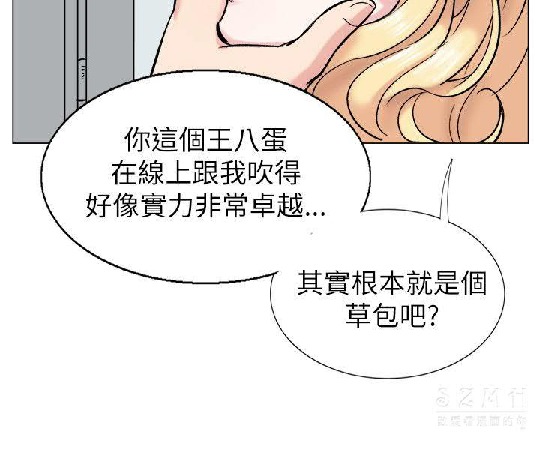 你這個王八蛋
在線上跟我吹得
好像實力非常卓越...
其實根本就是個
草包吧?